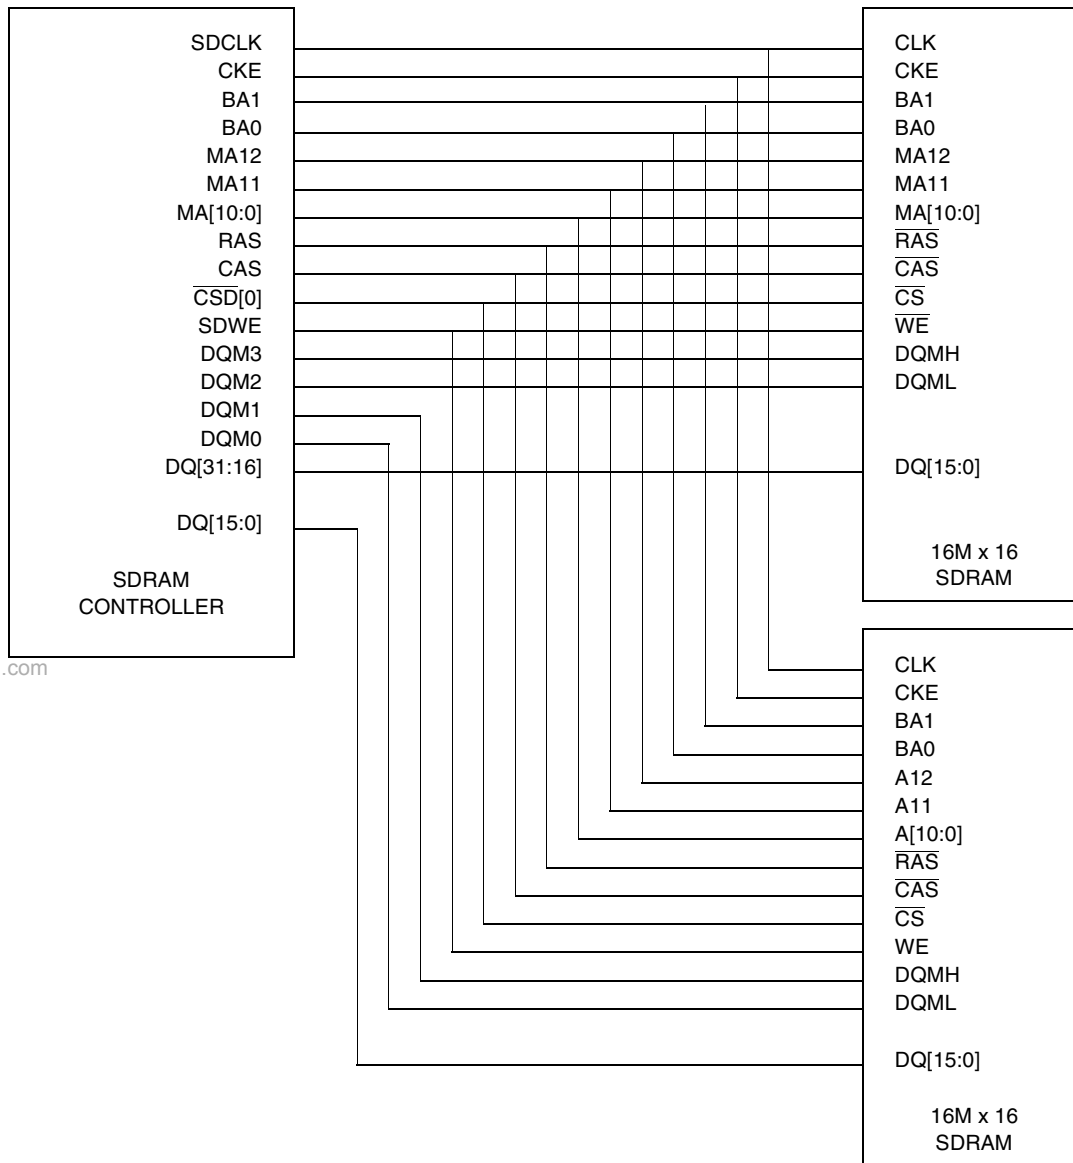 SDCLK
CKE
BA1
BA0
MA12
MA11
MA[10:0]
RAS
CAS
CSD[0]
SDWE
DQM3
DQM2
DQM1
DQM0
DQ[31:16]
DQ[15:0]
SDRAM
CONTROLLER
.com
CLK
CKE
BA1
BA0
MA12
MA11
MA[10:0]
RAS
CAS
CS
WE
DQMH
DQML
DQ[15:0]
16M x 16
SDRAM
CLK
CKE
BA1
BA0
A12
A11
A[10:0]
RAS
CAS
CS
WE
DQMH
DQML
DQ[15:0]
16M x 16
SDRAM